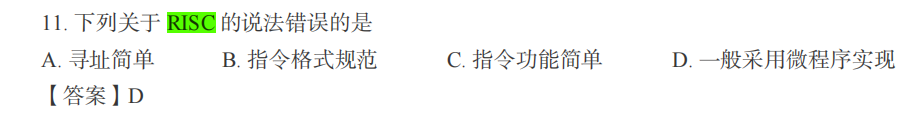 11. 下列关于 RISC 的说法错误的是
A. 寻址简单 B. 指令格式规范 C. 指令功能简单 D. 一般采用微程序实现
【答案】D